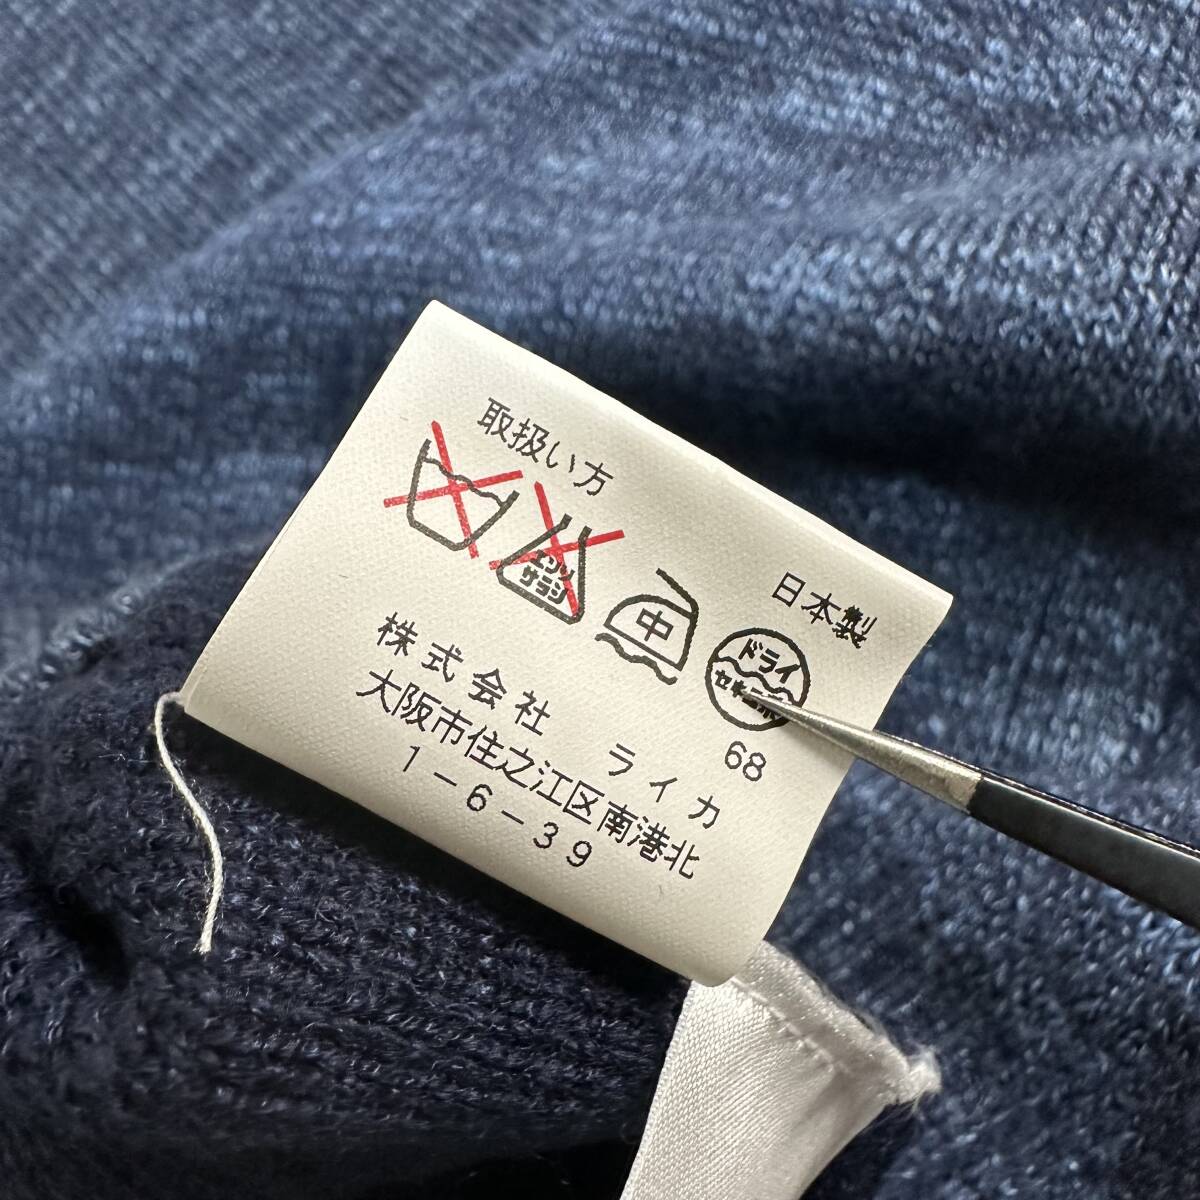 取扱い方
エンソ
サラシ
中
日本製
ドライ
セキユ系
68
株式会社 ライカ
大阪市住之江区南港北
1-6-39